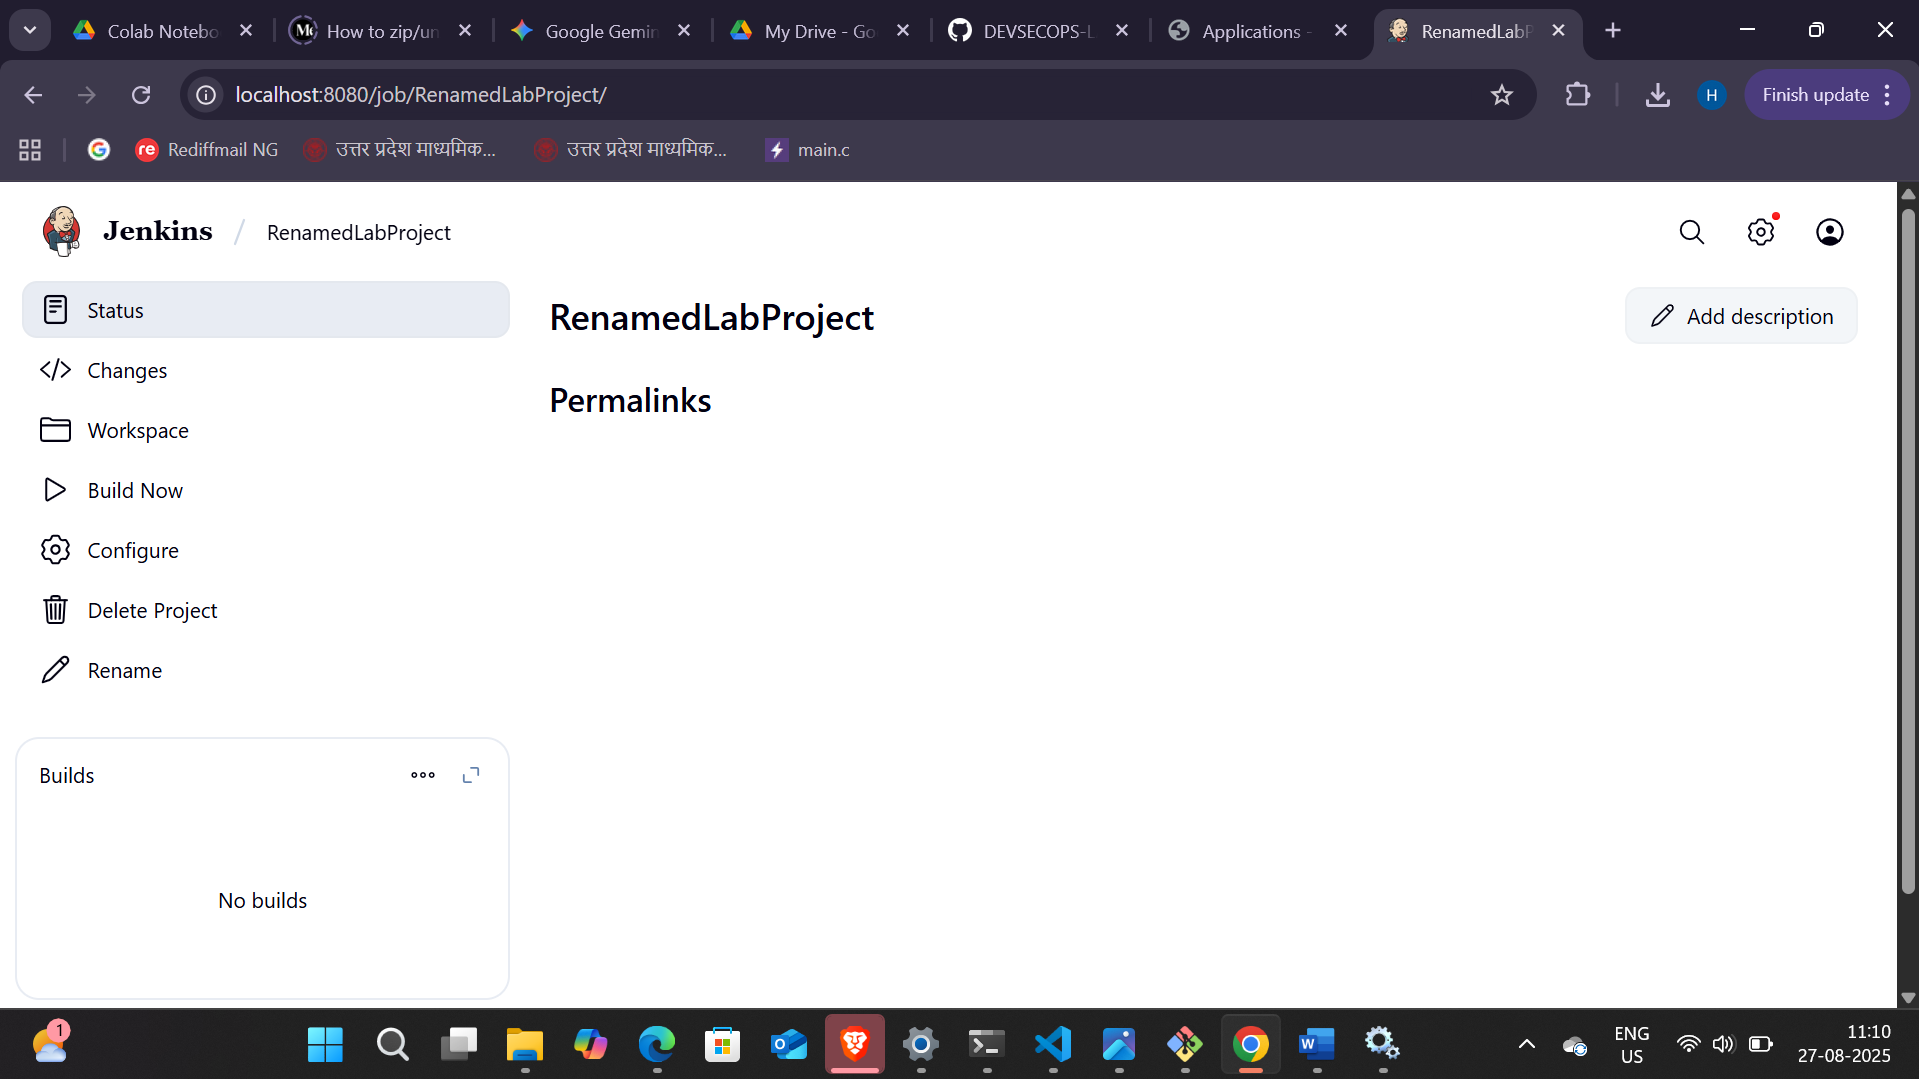 Colab Notebo
How to zip/un
Google Gemin
My Drive - Go
DEVSECOPS-L
Applications -
RenamedLabP
localhost:8080/job/RenamedLabProject/
H
Finish update
Rediffmail NG
उत्तर प्रदेश माध्यमिक...
उत्तर प्रदेश माध्यमिक...
main.c
Jenkins / RenamedLabProject
Status
Changes
Workspace
Build Now
Configure
Delete Project
Rename
RenamedLabProject
Add description
Permalinks
Builds
No builds
1
ENG
US
11:10
27-08-2025